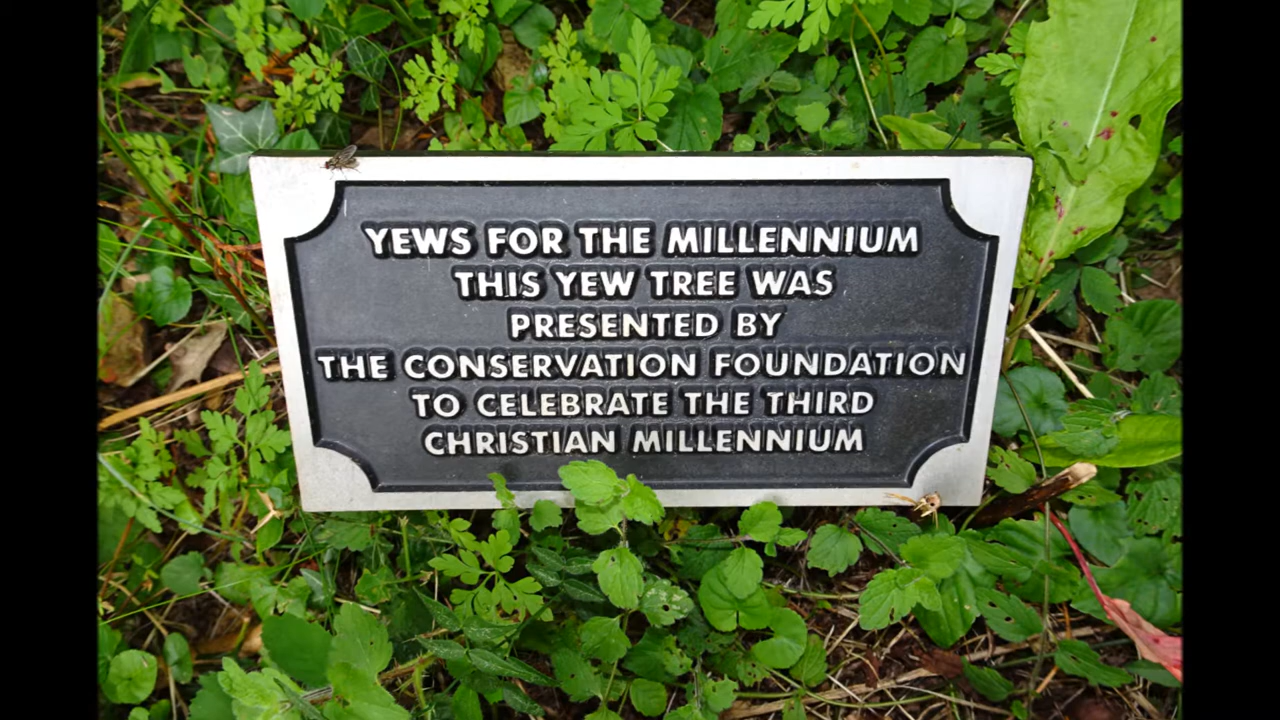 YEWS FOR THE MILLENNIUM
THIS YEW TREE WAS
PRESENTED BY
THE CONSERVATION FOUNDATION
TO CELEBRATE THE THIRD
CHRISTIAN MILLENNIUM